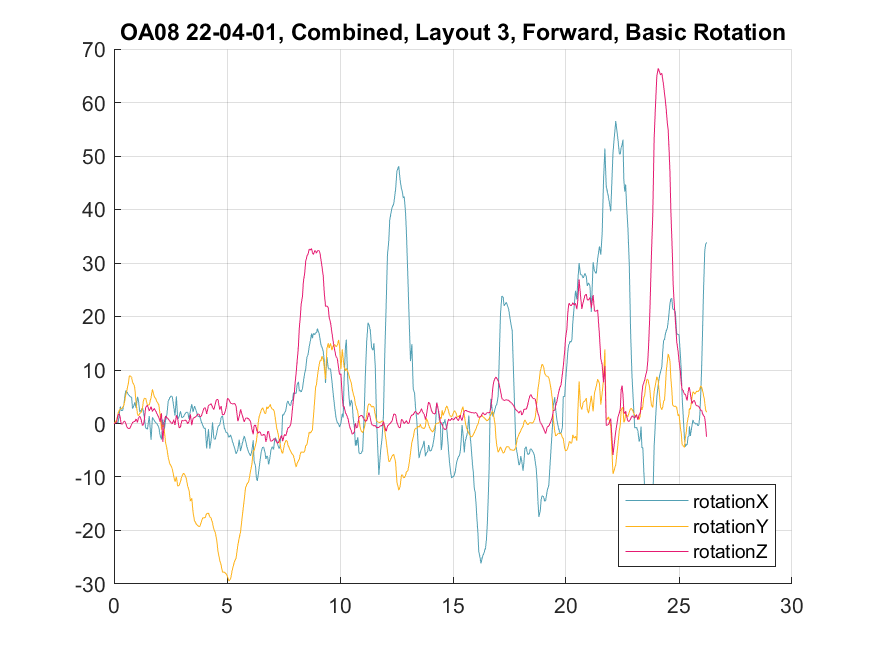 OA08 22-04-01, Combined, Layout 3, Forward, Basic Rotation
70
60
50
40
30
20
10
0
-10
-20
-30
rotationX
rotationY
rotationZ
0 5 10 15 20 25 30